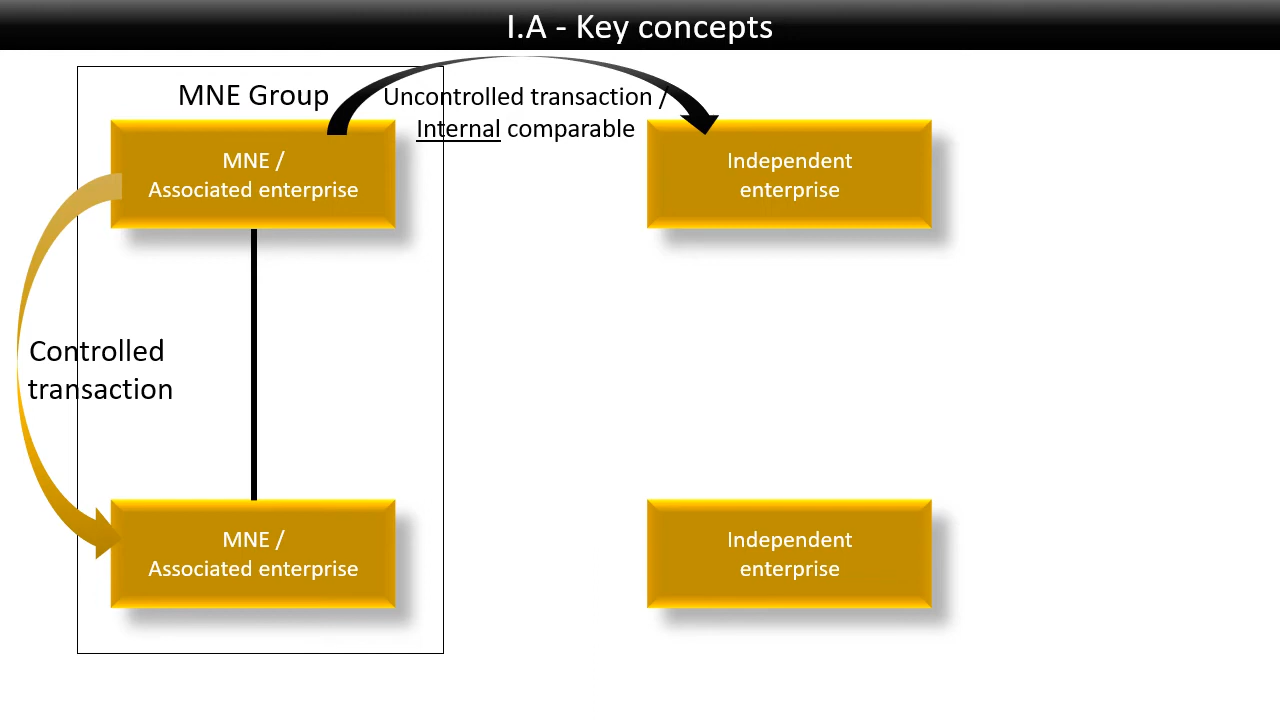 I.A - Key concepts
MNE Group
Uncontrolled transaction /
Internal comparable
MNE /
Associated enterprise
Independent
enterprise
Controlled
transaction
MNE /
Associated enterprise
Independent
enterprise